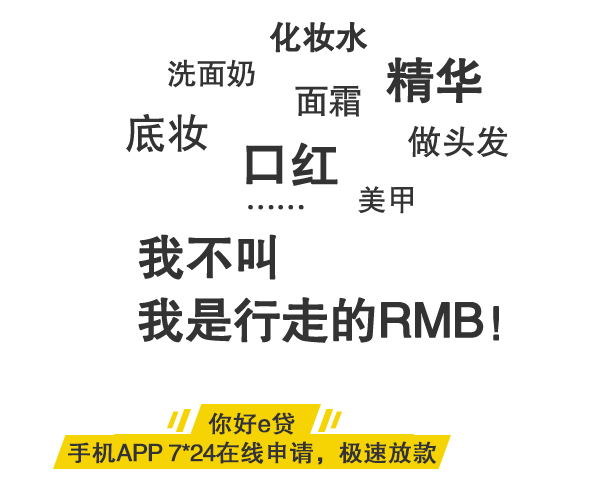 化妆水
洗面奶
精华
面霜
底妆
做头发
口红
……
美甲
我不叫
我是行走的RMB！
你好e贷
手机APP 7*24在线申请，极速放款